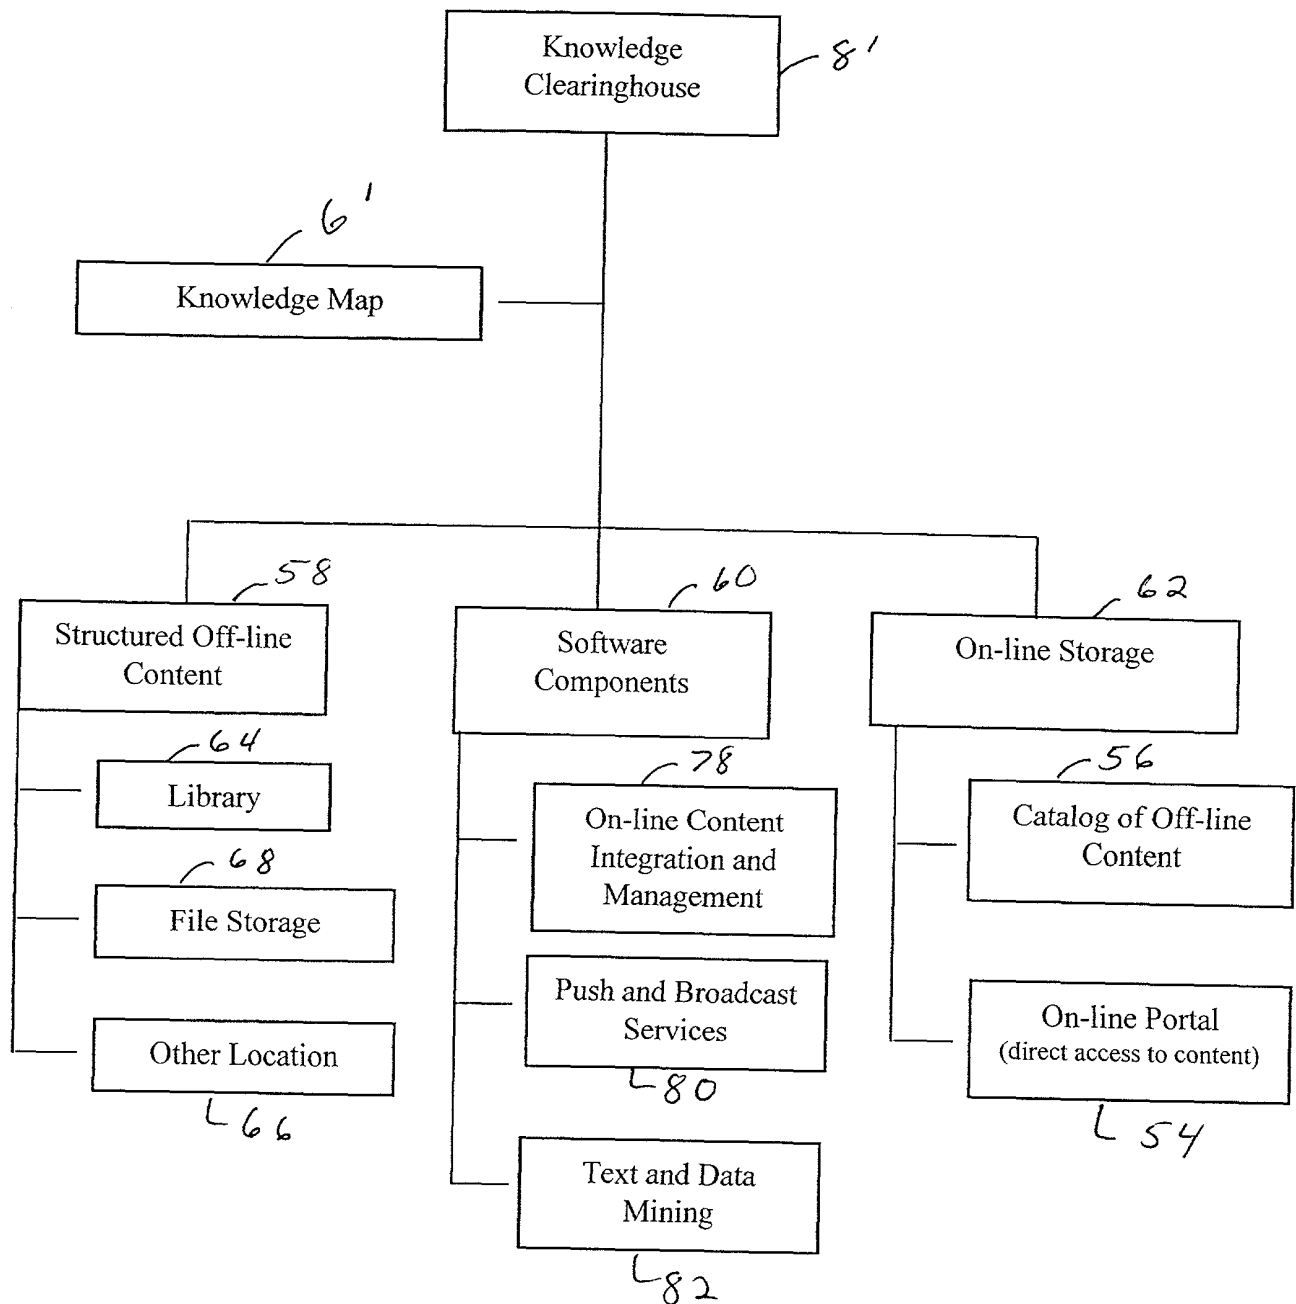 Knowledge
Clearinghouse
8'
6'
Knowledge Map
58
Structured Off-line
Content
60
Software
Components
62
On-line Storage
64
Library
68
File Storage
Other Location
66
78
On-line Content
Integration and
Management
Push and Broadcast
Services
80
Text and Data
Mining
82
56
Catalog of Off-line
Content
On-line Portal
(direct access to content)
54